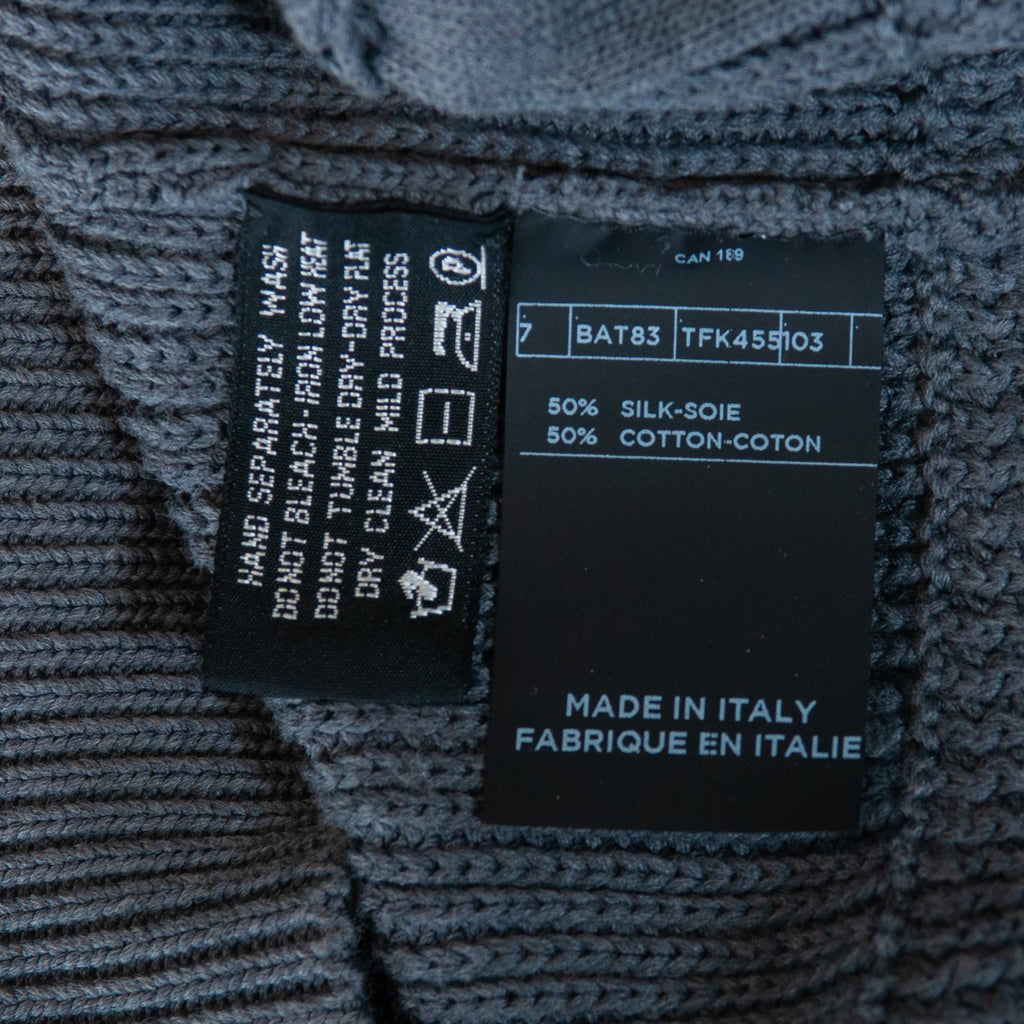 HAND SEPARATELY WASH
DO NOT BLEACH-IRON LOW HEAT
DO NOT TUMBLE DRY-DRY FLAT
DRY CLEAN MILD PROCESS
P
CAN 189
7 BAT83 TFK455103
50% SILK-SOIE
50% COTTON-COTON
MADE IN ITALY
FABRIQUE EN ITALIE